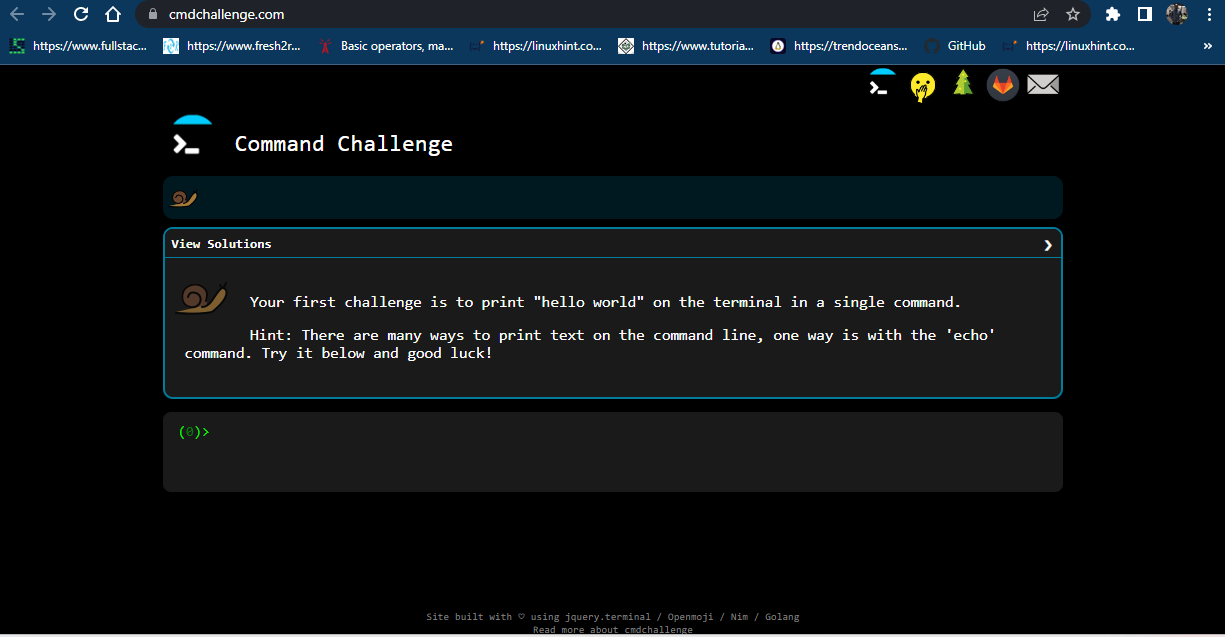 cmdchallenge.com
https://www.fullstac... https://www.fresh2r... Basic operators, ma... https://linuxhint.co... https://www.tutoria... https://trendoceans... GitHub https://linuxhint.co... »
Command Challenge
View Solutions
Your first challenge is to print "hello world" on the terminal in a single command.
Hint: There are many ways to print text on the command line, one way is with the 'echo'
command. Try it below and good luck!
(0)>
Site built with ♡ using jquery.terminal / Openmoji / Nim / Golang
Read more about cmdchallenge